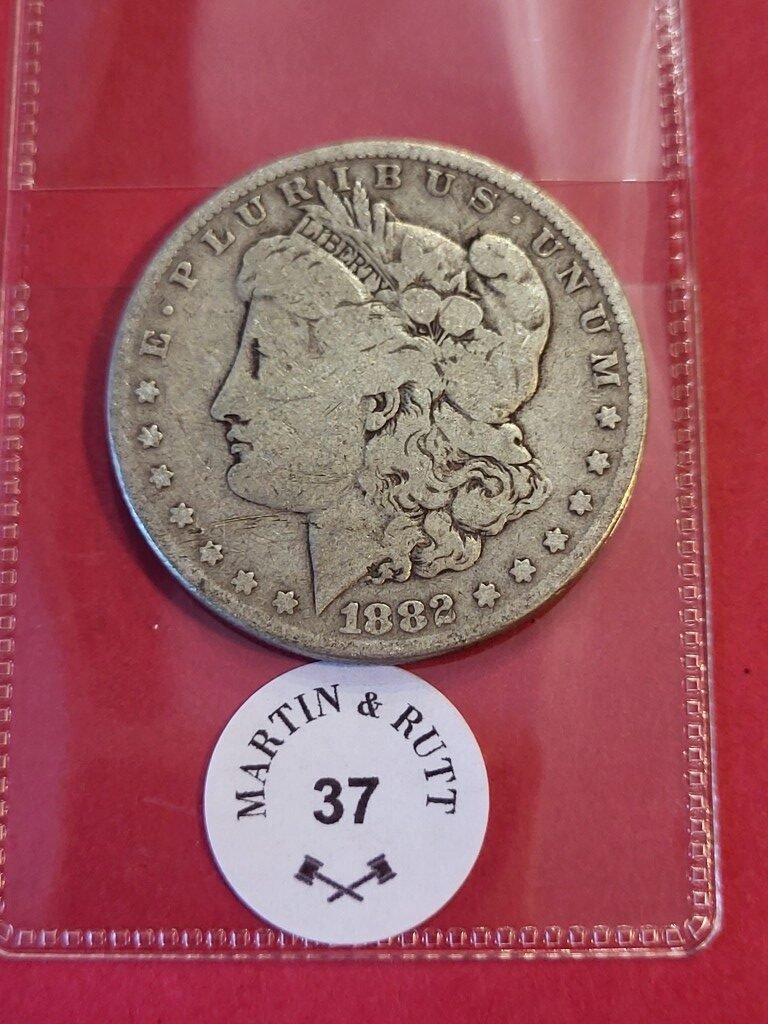 E · PLURIBUS · UNUM
LIBERTY
1882
MARTIN & RUTT
37